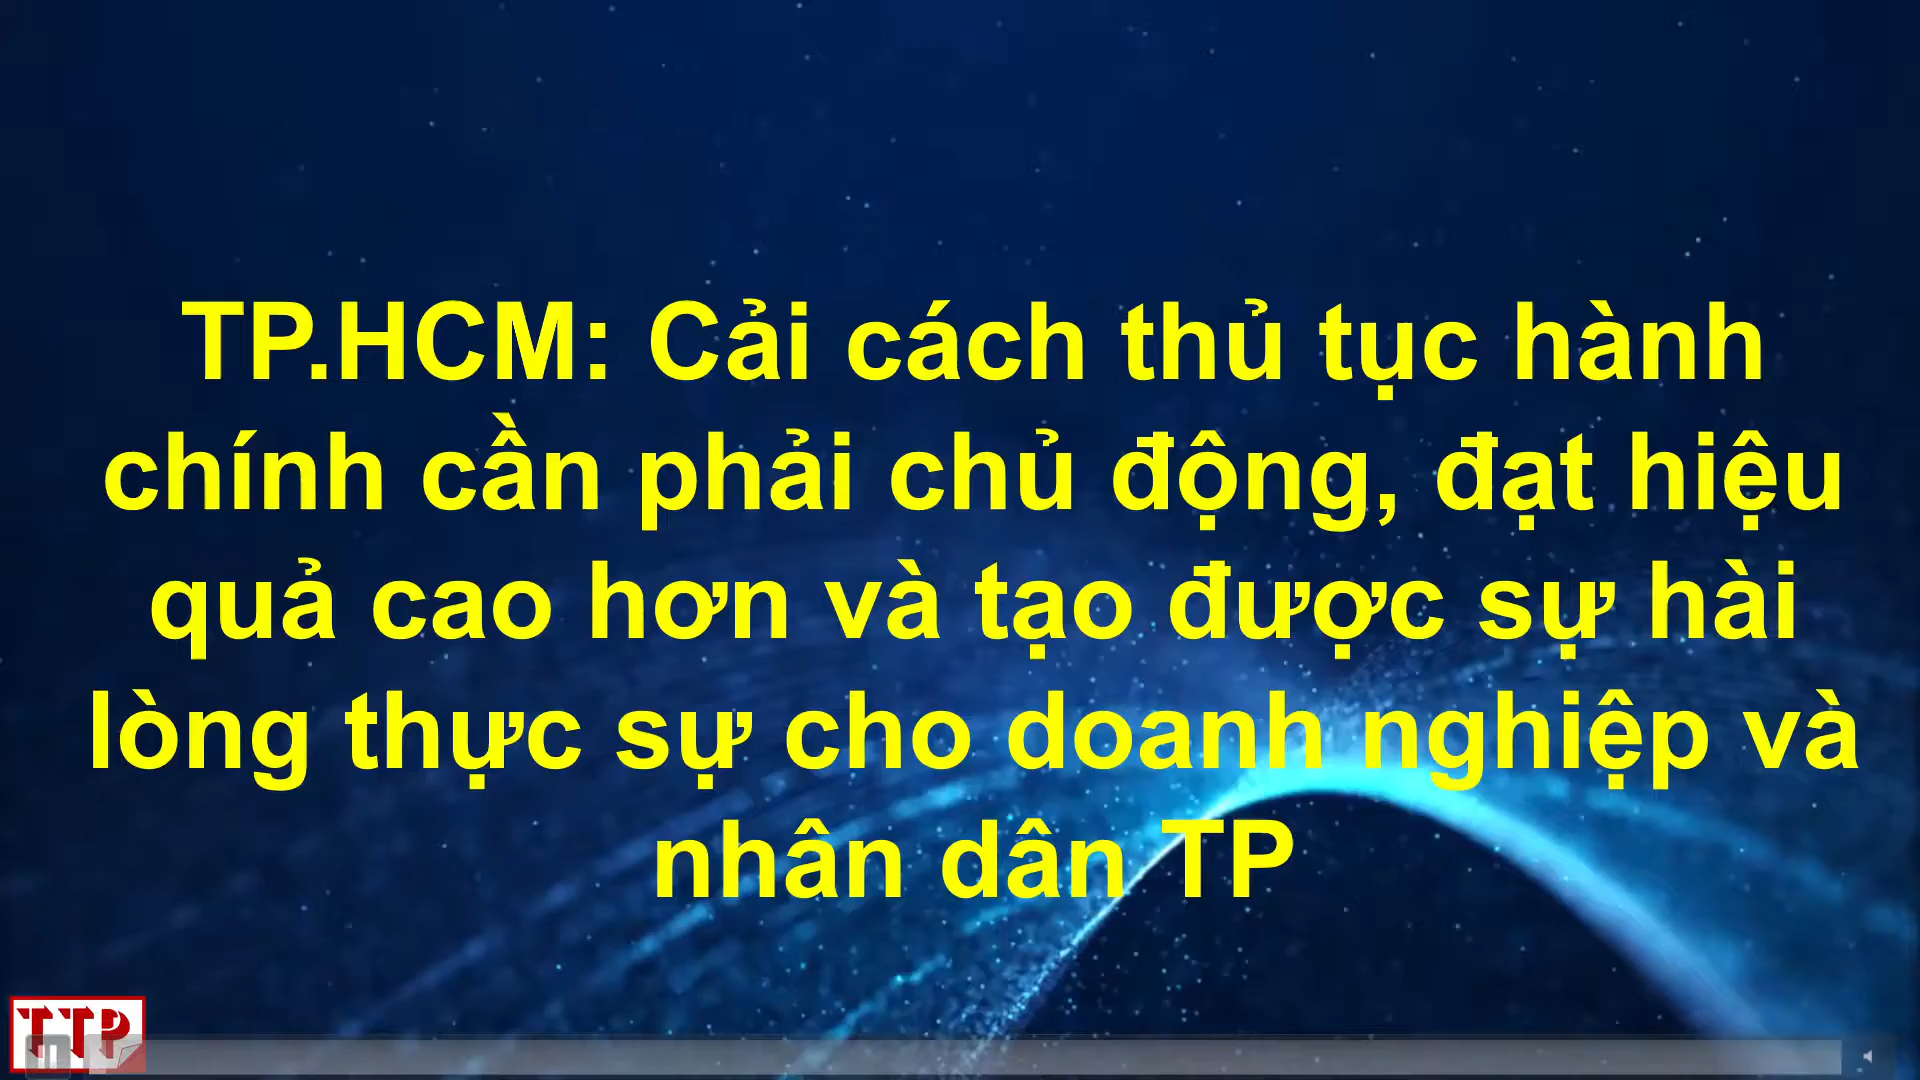 TP.HCM: Cải cách thủ tục hành
chính cần phải chủ động, đạt hiệu
quả cao hơn và tạo được sự hài
lòng thực sự cho doanh nghiệp và
nhân dân TP
TTP